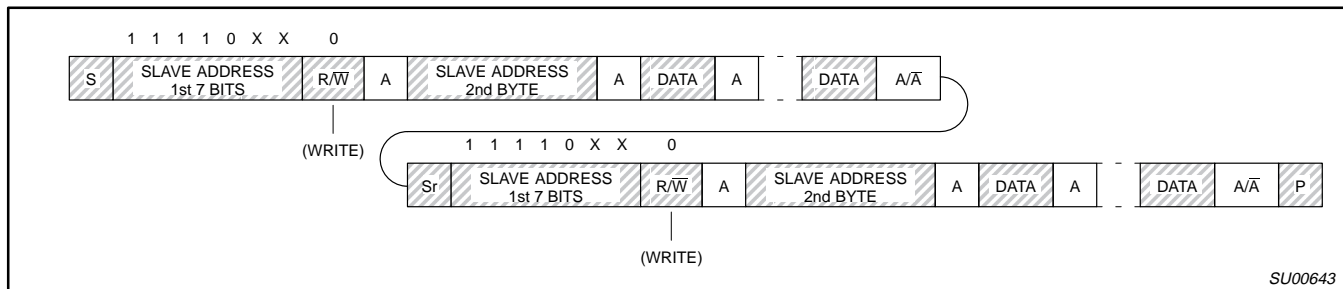 1 1 1 1 0 X X 0
S SLAVE ADDRESS 1st 7 BITS R/W̅ A SLAVE ADDRESS 2nd BYTE A DATA A DATA A/A̅
(WRITE)
1 1 1 1 0 X X 0
Sr SLAVE ADDRESS 1st 7 BITS R/W̅ A SLAVE ADDRESS 2nd BYTE A DATA A DATA A/A̅ P
(WRITE)
SU00643